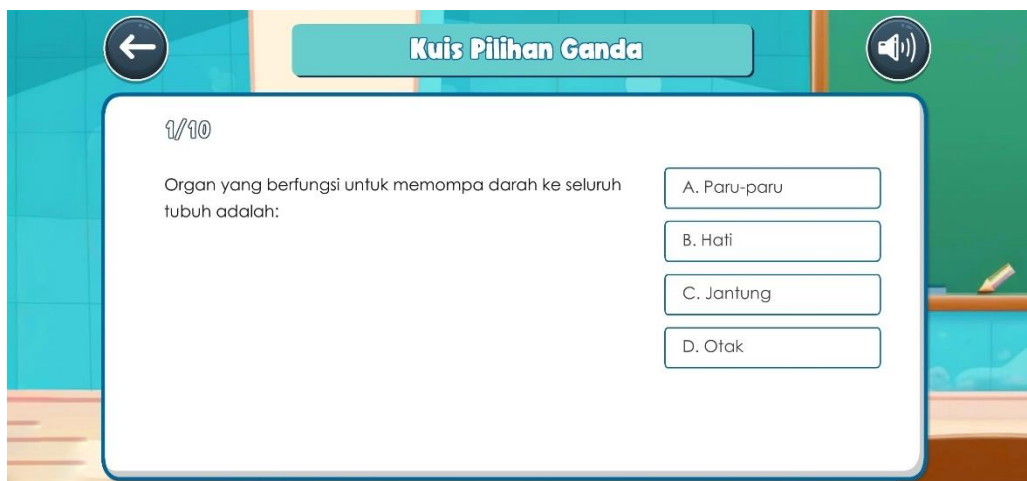 Kuis Pilihan Ganda
1/10
Organ yang berfungsi untuk memompa darah ke seluruh
tubuh adalah:
A. Paru-paru
B. Hati
C. Jantung
D. Otak